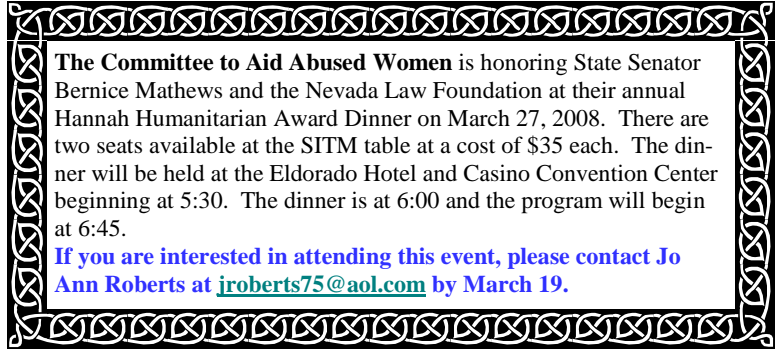 The Committee to Aid Abused Women is honoring State Senator
Bernice Mathews and the Nevada Law Foundation at their annual
Hannah Humanitarian Award Dinner on March 27, 2008.  There are
two seats available at the SITM table at a cost of $35 each.  The din-
ner will be held at the Eldorado Hotel and Casino Convention Center
beginning at 5:30.  The dinner is at 6:00 and the program will begin
at 6:45.
If you are interested in attending this event, please contact Jo
Ann Roberts at jroberts75@aol.com by March 19.